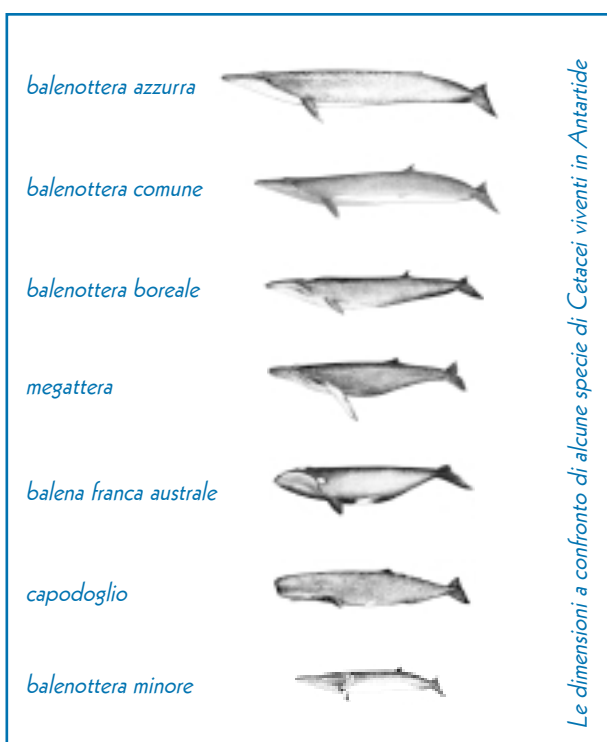 balenottera azzurra
balenottera comune
balenottera boreale
megattera
balena franca australe
capodoglio
balenottera minore
Le dimensioni a confronto di alcune specie di Cetacei viventi in Antartide